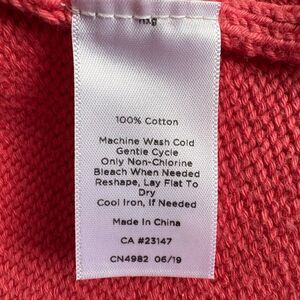 100% Cotton
Machine Wash Cold
Gentle Cycle
Only Non-Chlorine
Bleach When Needed
Reshape, Lay Flat To
Dry
Cool Iron, If Needed
Made In China
CA #23147
CN4982 06/19